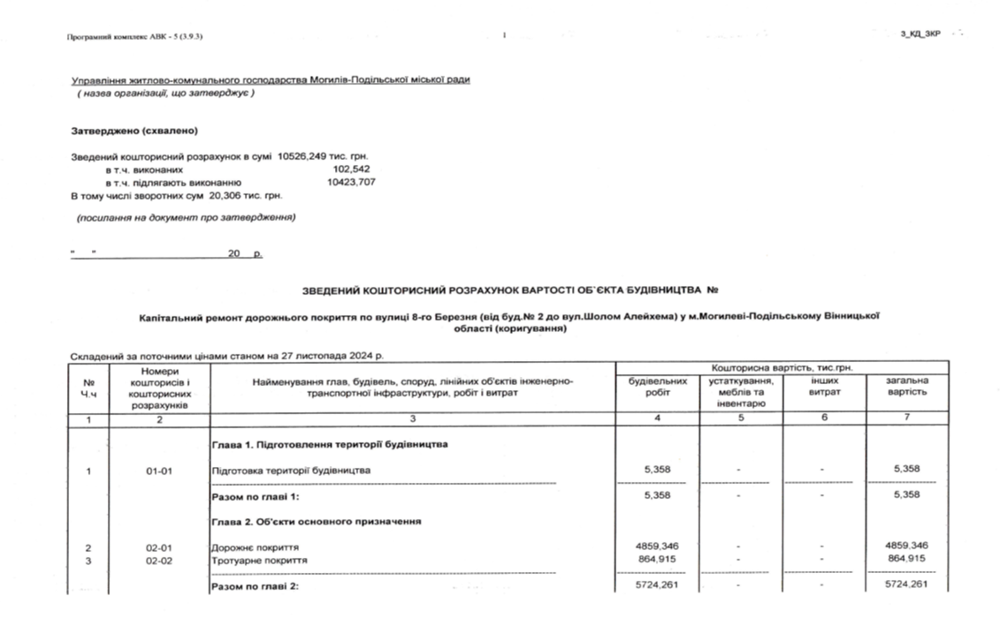 Програмний комплекс АВК - 5 (3.9.3) 1 3_КД_ЗКР
Управління житлово-комунального господарства Могилів-Подільської міської ради
( назва організації, що затверджує )
Затверджено (схвалено)
Зведений кошторисний розрахунок в сумі 10526,249 тис. грн.
в т.ч. виконаних 102,542
в т.ч. підлягають виконанню 10423,707
В тому числі зворотних сум 20,306 тис. грн.
(посилання на документ про затвердження)
" " 20 р.
ЗВЕДЕНИЙ КОШТОРИСНИЙ РОЗРАХУНОК ВАРТОСТІ ОБ`ЄКТА БУДІВНИЦТВА №
Капітальний ремонт дорожнього покриття по вулиці 8-го Березня (від буд.№ 2 до вул.Шолом Алейхема) у м.Могилеві-Подільському Вінницької
області (коригування)
Складений за поточними цінами станом на 27 листопада 2024 р.
№
Ч.ч
Номери
кошторисів і
кошторисних
розрахунків
Найменування глав, будівель, споруд, лінійних об'єктів інженерно-
транспортної інфраструктури, робіт і витрат
Кошторисна вартість, тис.грн.
будівельних
робіт
устаткування,
меблів та
інвентарю
інших
витрат
загальна
вартість
1 2 3 4 5 6 7
Глава 1. Підготовлення території будівництва
1 01-01 Підготовка території будівництва 5,358 - - 5,358
Разом по главі 1: 5,358 - - 5,358
Глава 2. Об'єкти основного призначення
2 02-01 Дорожнє покриття 4859,346 - - 4859,346
3 02-02 Тротуарне покриття 864,915 - - 864,915
Разом по главі 2: 5724,261 - - 5724,261